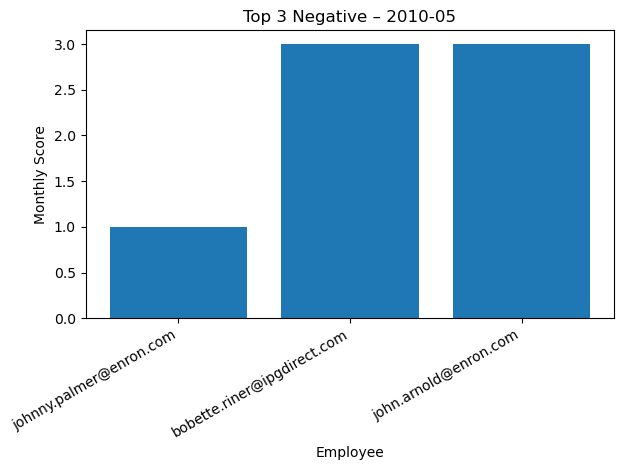 Top 3 Negative – 2010-05
Monthly Score
3.0
2.5
2.0
1.5
1.0
0.5
0.0
johnny.palmer@enron.com
bobette.riner@ipgdirect.com
john.arnold@enron.com
Employee